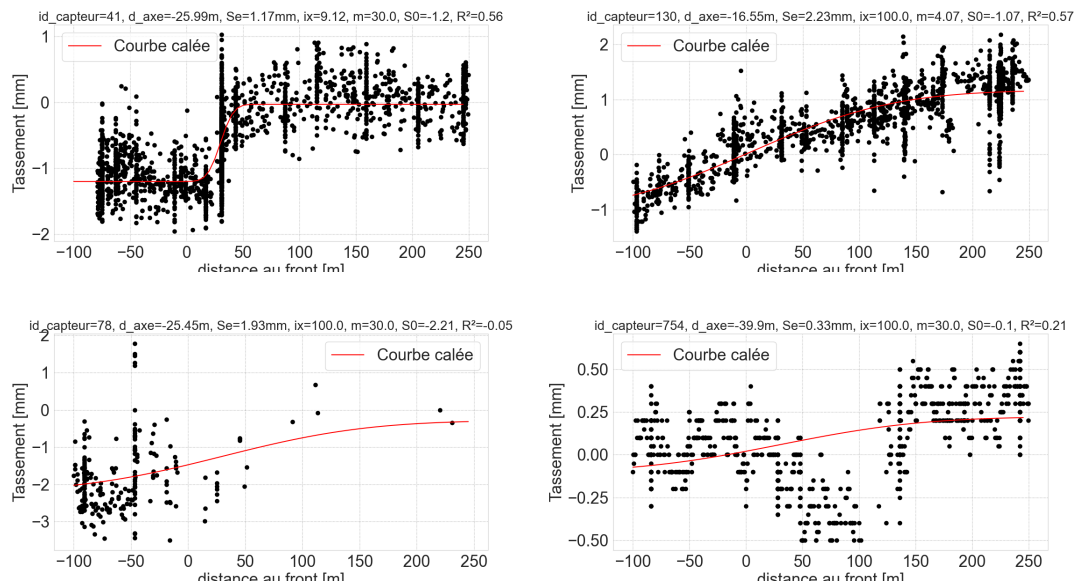 id_capteur=41, d_axe=-25.99m, Se=1.17mm, ix=9.12, m=30.0, S0=-1.2, R²=0.56
Courbe calée
Tassement [mm]
1
0
−1
−2
−100 −50 0 50 100 150 200 250
distance au front [m]
id_capteur=130, d_axe=-16.55m, Se=2.23mm, ix=100.0, m=4.07, S0=-1.07, R²=0.57
Courbe calée
Tassement [mm]
2
1
0
−1
−100 −50 0 50 100 150 200 250
distance au front [m]
id_capteur=78, d_axe=-25.45m, Se=1.93mm, ix=100.0, m=30.0, S0=-2.21, R²=-0.05
Courbe calée
Tassement [mm]
2
1
0
−1
−2
−3
−100 −50 0 50 100 150 200 250
distance au front [m]
id_capteur=754, d_axe=-39.9m, Se=0.33mm, ix=100.0, m=30.0, S0=-0.1, R²=0.21
Courbe calée
Tassement [mm]
0.50
0.25
0.00
−0.25
−0.50
−100 −50 0 50 100 150 200 250
distance au front [m]